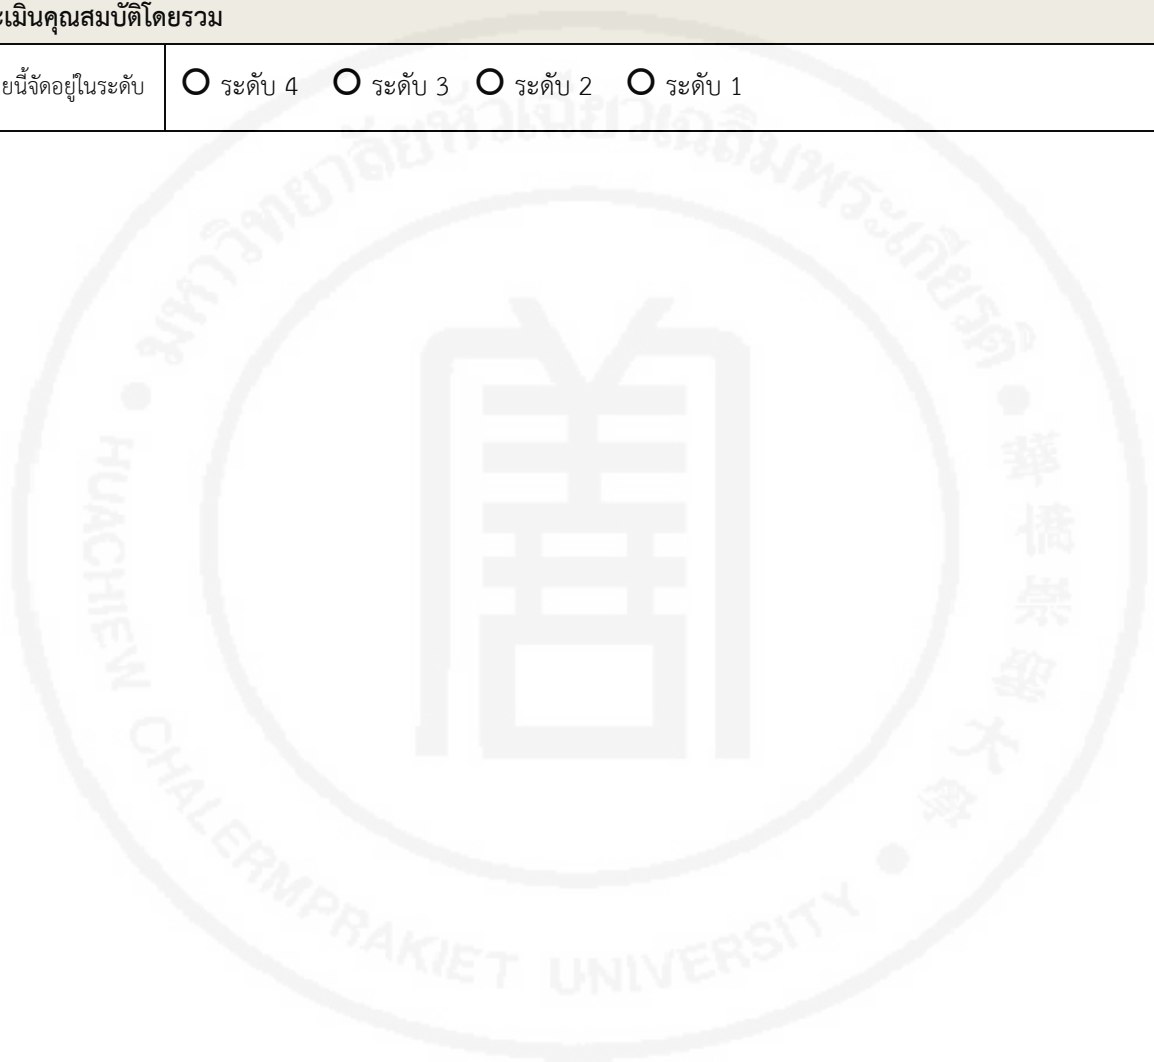 ะเมินคุณสมบัติโดยรวม
ยนี้จัดอยู่ในระดับ ระดับ 4 ระดับ 3 ระดับ 2 ระดับ 1
มหาวิทยาลัยหัวเฉียวเฉลิมพระเกียรติ
華僑崇聖大學
HUACHIEW CHALERMPRAKIET UNIVERSITY